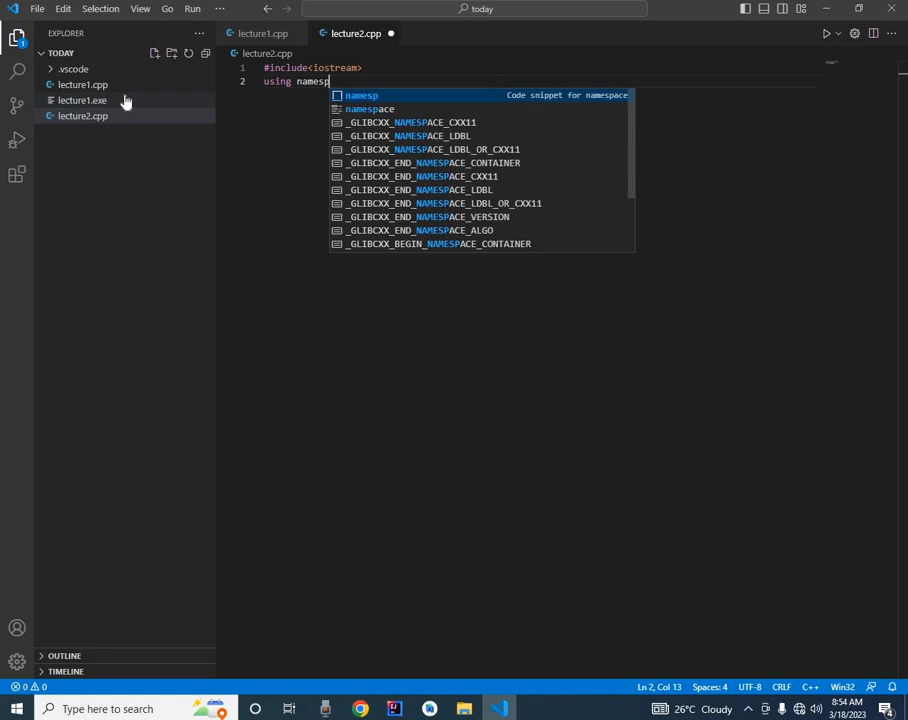 File Edit Selection View Go Run ··· today
EXPLORER ···
lecture1.cpp lecture2.cpp
TODAY
lecture2.cpp
.vscode
lecture1.cpp
lecture1.exe
lecture2.cpp
1 #include<iostream>
2 using namesp
namesp Code snippet for namespace
namespace
_GLIBCXX_NAMESPACE_CXX11
_GLIBCXX_NAMESPACE_LDBL
_GLIBCXX_NAMESPACE_LDBL_OR_CXX11
_GLIBCXX_END_NAMESPACE_CONTAINER
_GLIBCXX_END_NAMESPACE_CXX11
_GLIBCXX_END_NAMESPACE_LDBL
_GLIBCXX_END_NAMESPACE_LDBL_OR_CXX11
_GLIBCXX_END_NAMESPACE_VERSION
_GLIBCXX_END_NAMESPACE_ALGO
_GLIBCXX_BEGIN_NAMESPACE_CONTAINER
OUTLINE
TIMELINE
0 0 Ln 2, Col 13 Spaces: 4 UTF-8 CRLF C++ Win32
Type here to search 26°C Cloudy 8:54 AM
3/18/2023 4